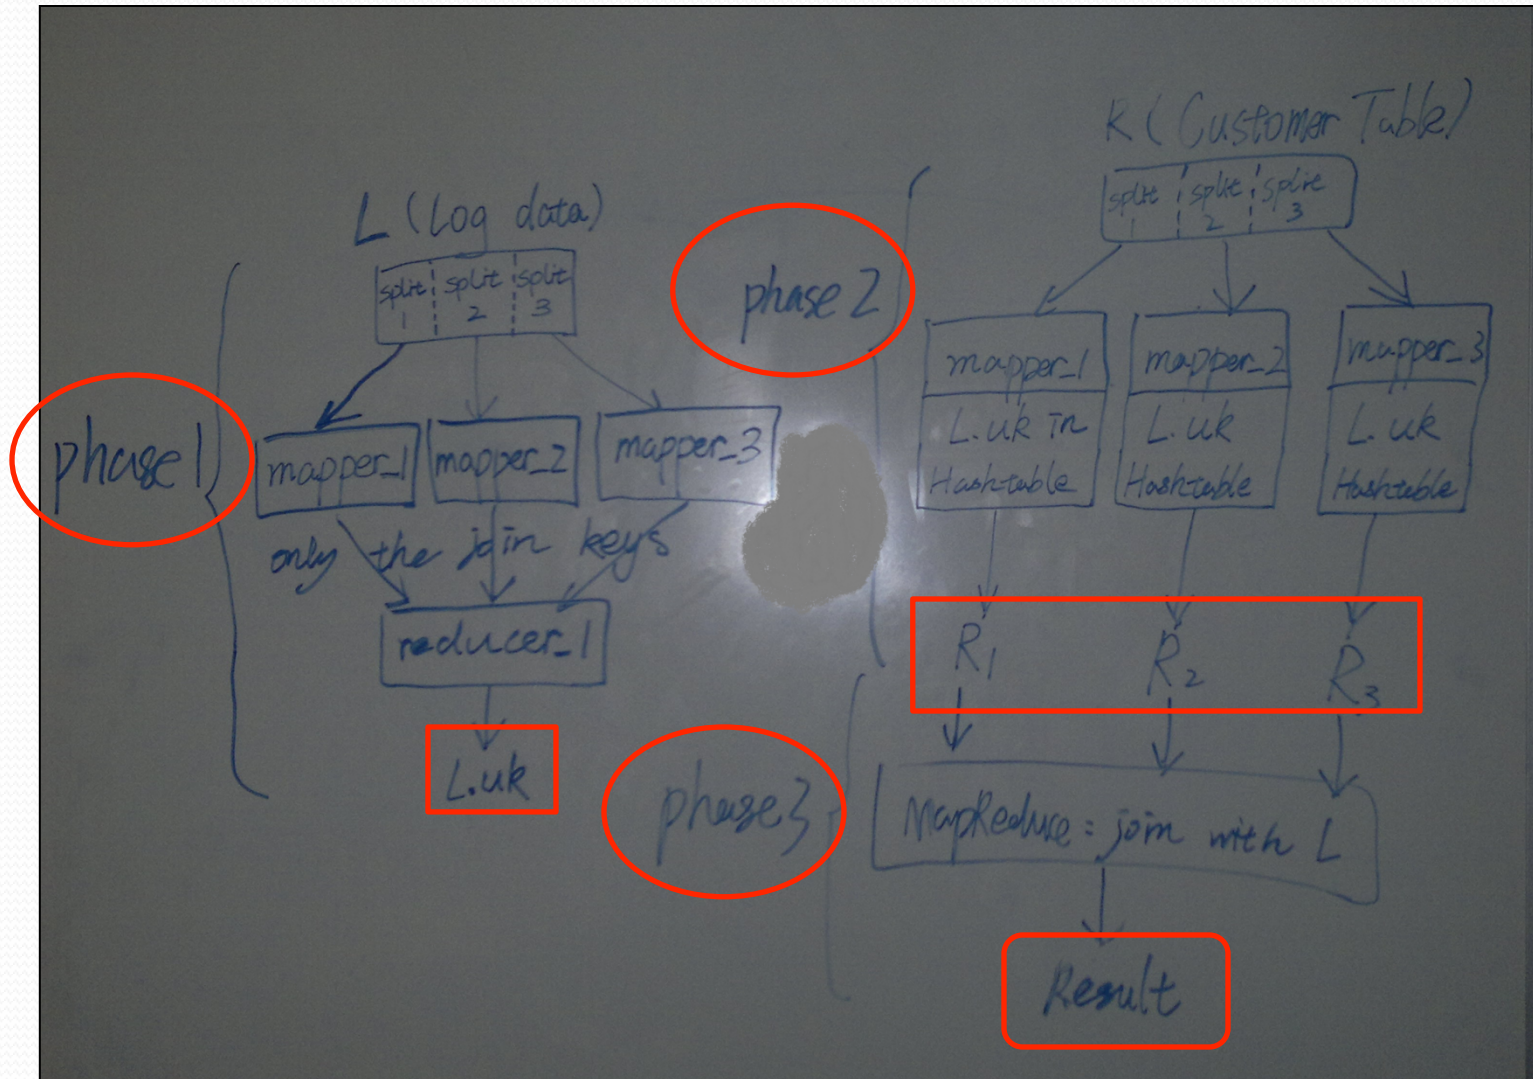 L (Log data)
split 1
split 2
split 3
phase 1
mapper_1
mapper_2
mapper_3
only the join keys
reducer_1
L.uk
R (Customer Table)
split 1
split 2
split 3
phase 2
mapper_1
L.uk in
Hashtable
mapper_2
L.uk
Hashtable
mapper_3
L.uk
Hashtable
R1
R2
R3
phase 3
MapReduce: join with L
Result